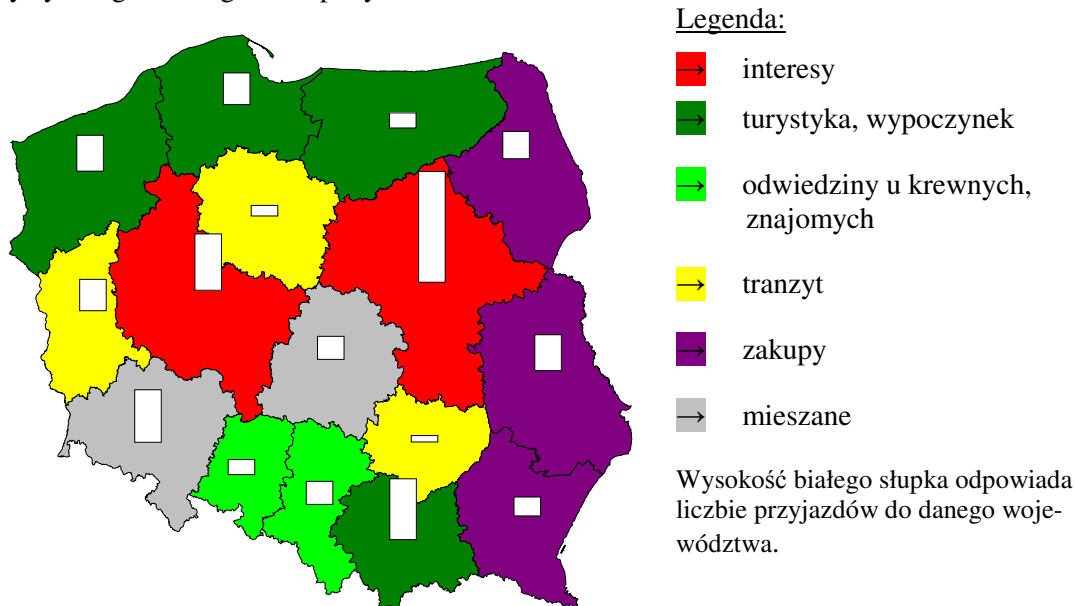 Legenda:
→ interesy
→ turystyka, wypoczynek
→ odwiedziny u krewnych,
znajomych
→ tranzyt
→ zakupy
→ mieszane
Wysokość białego słupka odpowiada
liczbie przyjazdów do danego woje-
wództwa.